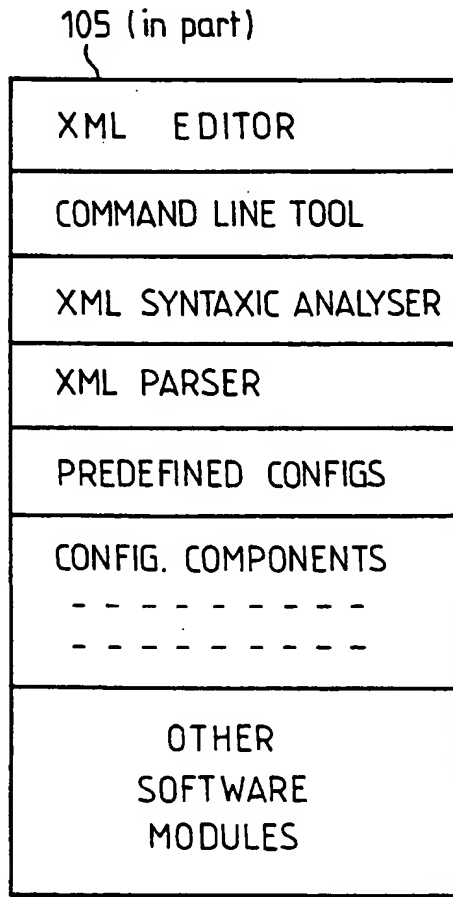 105 (in part)
XML EDITOR
COMMAND LINE TOOL
XML SYNTAXIC ANALYSER
XML PARSER
PREDEFINED CONFIGS
CONFIG. COMPONENTS
- - - - - - - - - -
- - - - - - - - - -
OTHER
SOFTWARE
MODULES